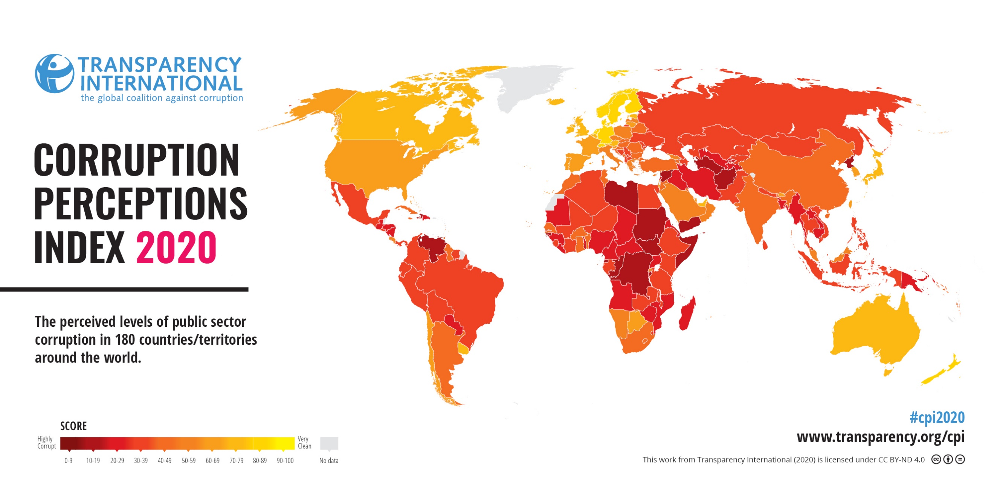 TRANSPARENCY
INTERNATIONAL
the global coalition against corruption
CORRUPTION
PERCEPTIONS
INDEX 2020
The perceived levels of public sector
corruption in 180 countries/territories
around the world.
SCORE
Highly
Corrupt
Very
Clean
0-9 10-19 20-29 30-39 40-49 50-59 60-69 70-79 80-89 90-100 No data
#cpi2020
www.transparency.org/cpi
This work from Transparency International (2020) is licensed under CC BY-ND 4.0